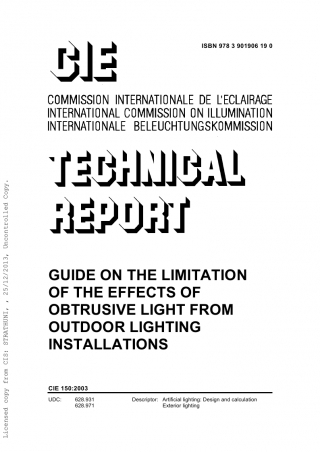 ISBN 978 3 901906 19 0
CIE
COMMISSION INTERNATIONALE DE L'ECLAIRAGE
INTERNATIONAL COMMISSION ON ILLUMINATION
INTERNATIONALE BELEUCHTUNGSKOMMISSION
TECHNICAL
REPORT
GUIDE ON THE LIMITATION
OF THE EFFECTS OF
OBTRUSIVE LIGHT FROM
OUTDOOR LIGHTING
INSTALLATIONS
CIE 150:2003
UDC: 628.931 Descriptor: Artificial lighting: Design and calculation
628.971 Exterior lighting
Licensed copy from CIS: STRATHUNI, , 25/12/2013, Uncontrolled Copy.